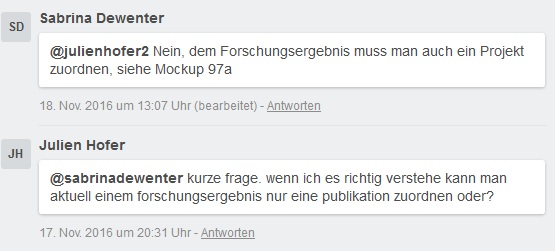 SD
Sabrina Dewenter
@julienhofer2 Nein, dem Forschungsergebnis muss man auch ein Projekt
zuordnen, siehe Mockup 97a
18. Nov. 2016 um 13:07 Uhr (bearbeitet) - Antworten
JH
Julien Hofer
@sabrinadewenter kurze frage. wenn ich es richtig verstehe kann man
aktuell einem forschungsergebnis nur eine publikation zuordnen oder?
17. Nov. 2016 um 20:31 Uhr - Antworten